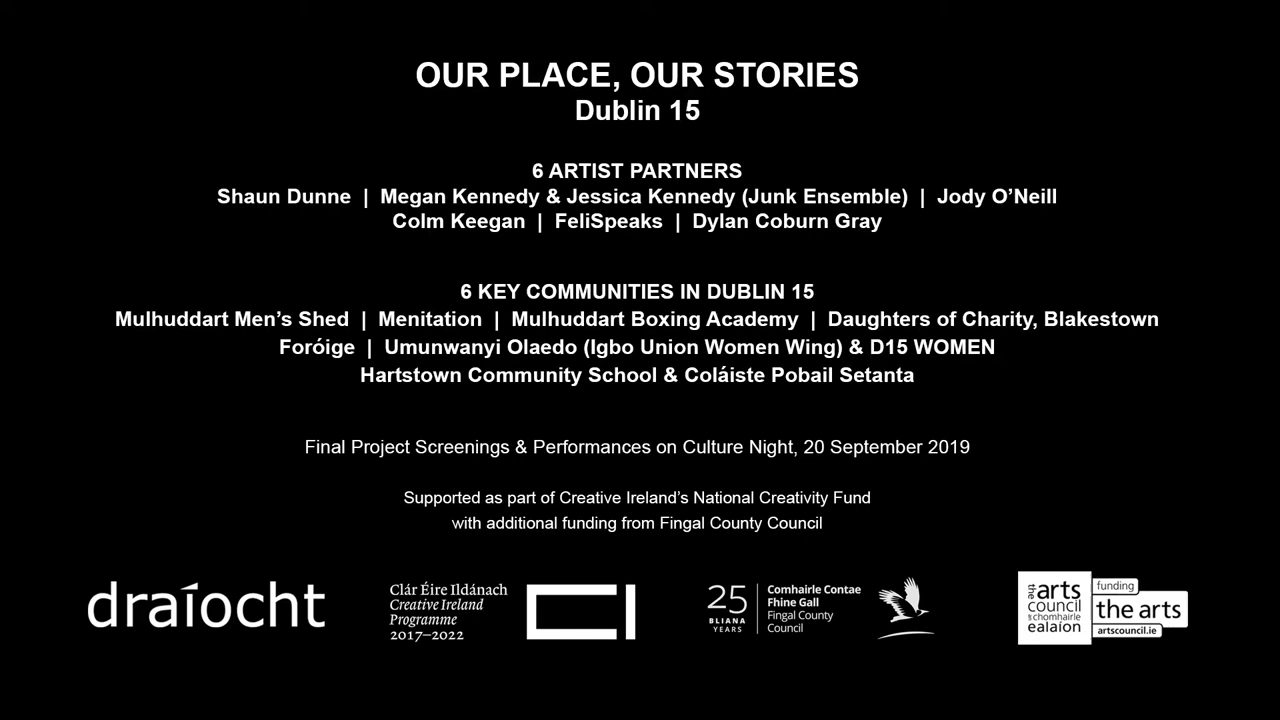 OUR PLACE, OUR STORIES
Dublin 15
6 ARTIST PARTNERS
Shaun Dunne | Megan Kennedy & Jessica Kennedy (Junk Ensemble) | Jody O’Neill
Colm Keegan | FeliSpeaks | Dylan Coburn Gray
6 KEY COMMUNITIES IN DUBLIN 15
Mulhuddart Men’s Shed | Menitation | Mulhuddart Boxing Academy | Daughters of Charity, Blakestown
Foróige | Umunwanyi Olaedo (Igbo Union Women Wing) & D15 WOMEN
Hartstown Community School & Coláiste Pobail Setanta
Final Project Screenings & Performances on Culture Night, 20 September 2019
Supported as part of Creative Ireland’s National Creativity Fund
with additional funding from Fingal County Council
draíocht
Clár Éire Ildánach
Creative Ireland
Programme
2017–2022
25
BLIANA
YEARS
Comhairle Contae
Fhine Gall
Fingal County
Council
the arts
council
chomhairle
ealaíon
funding
the arts
artscouncil.ie